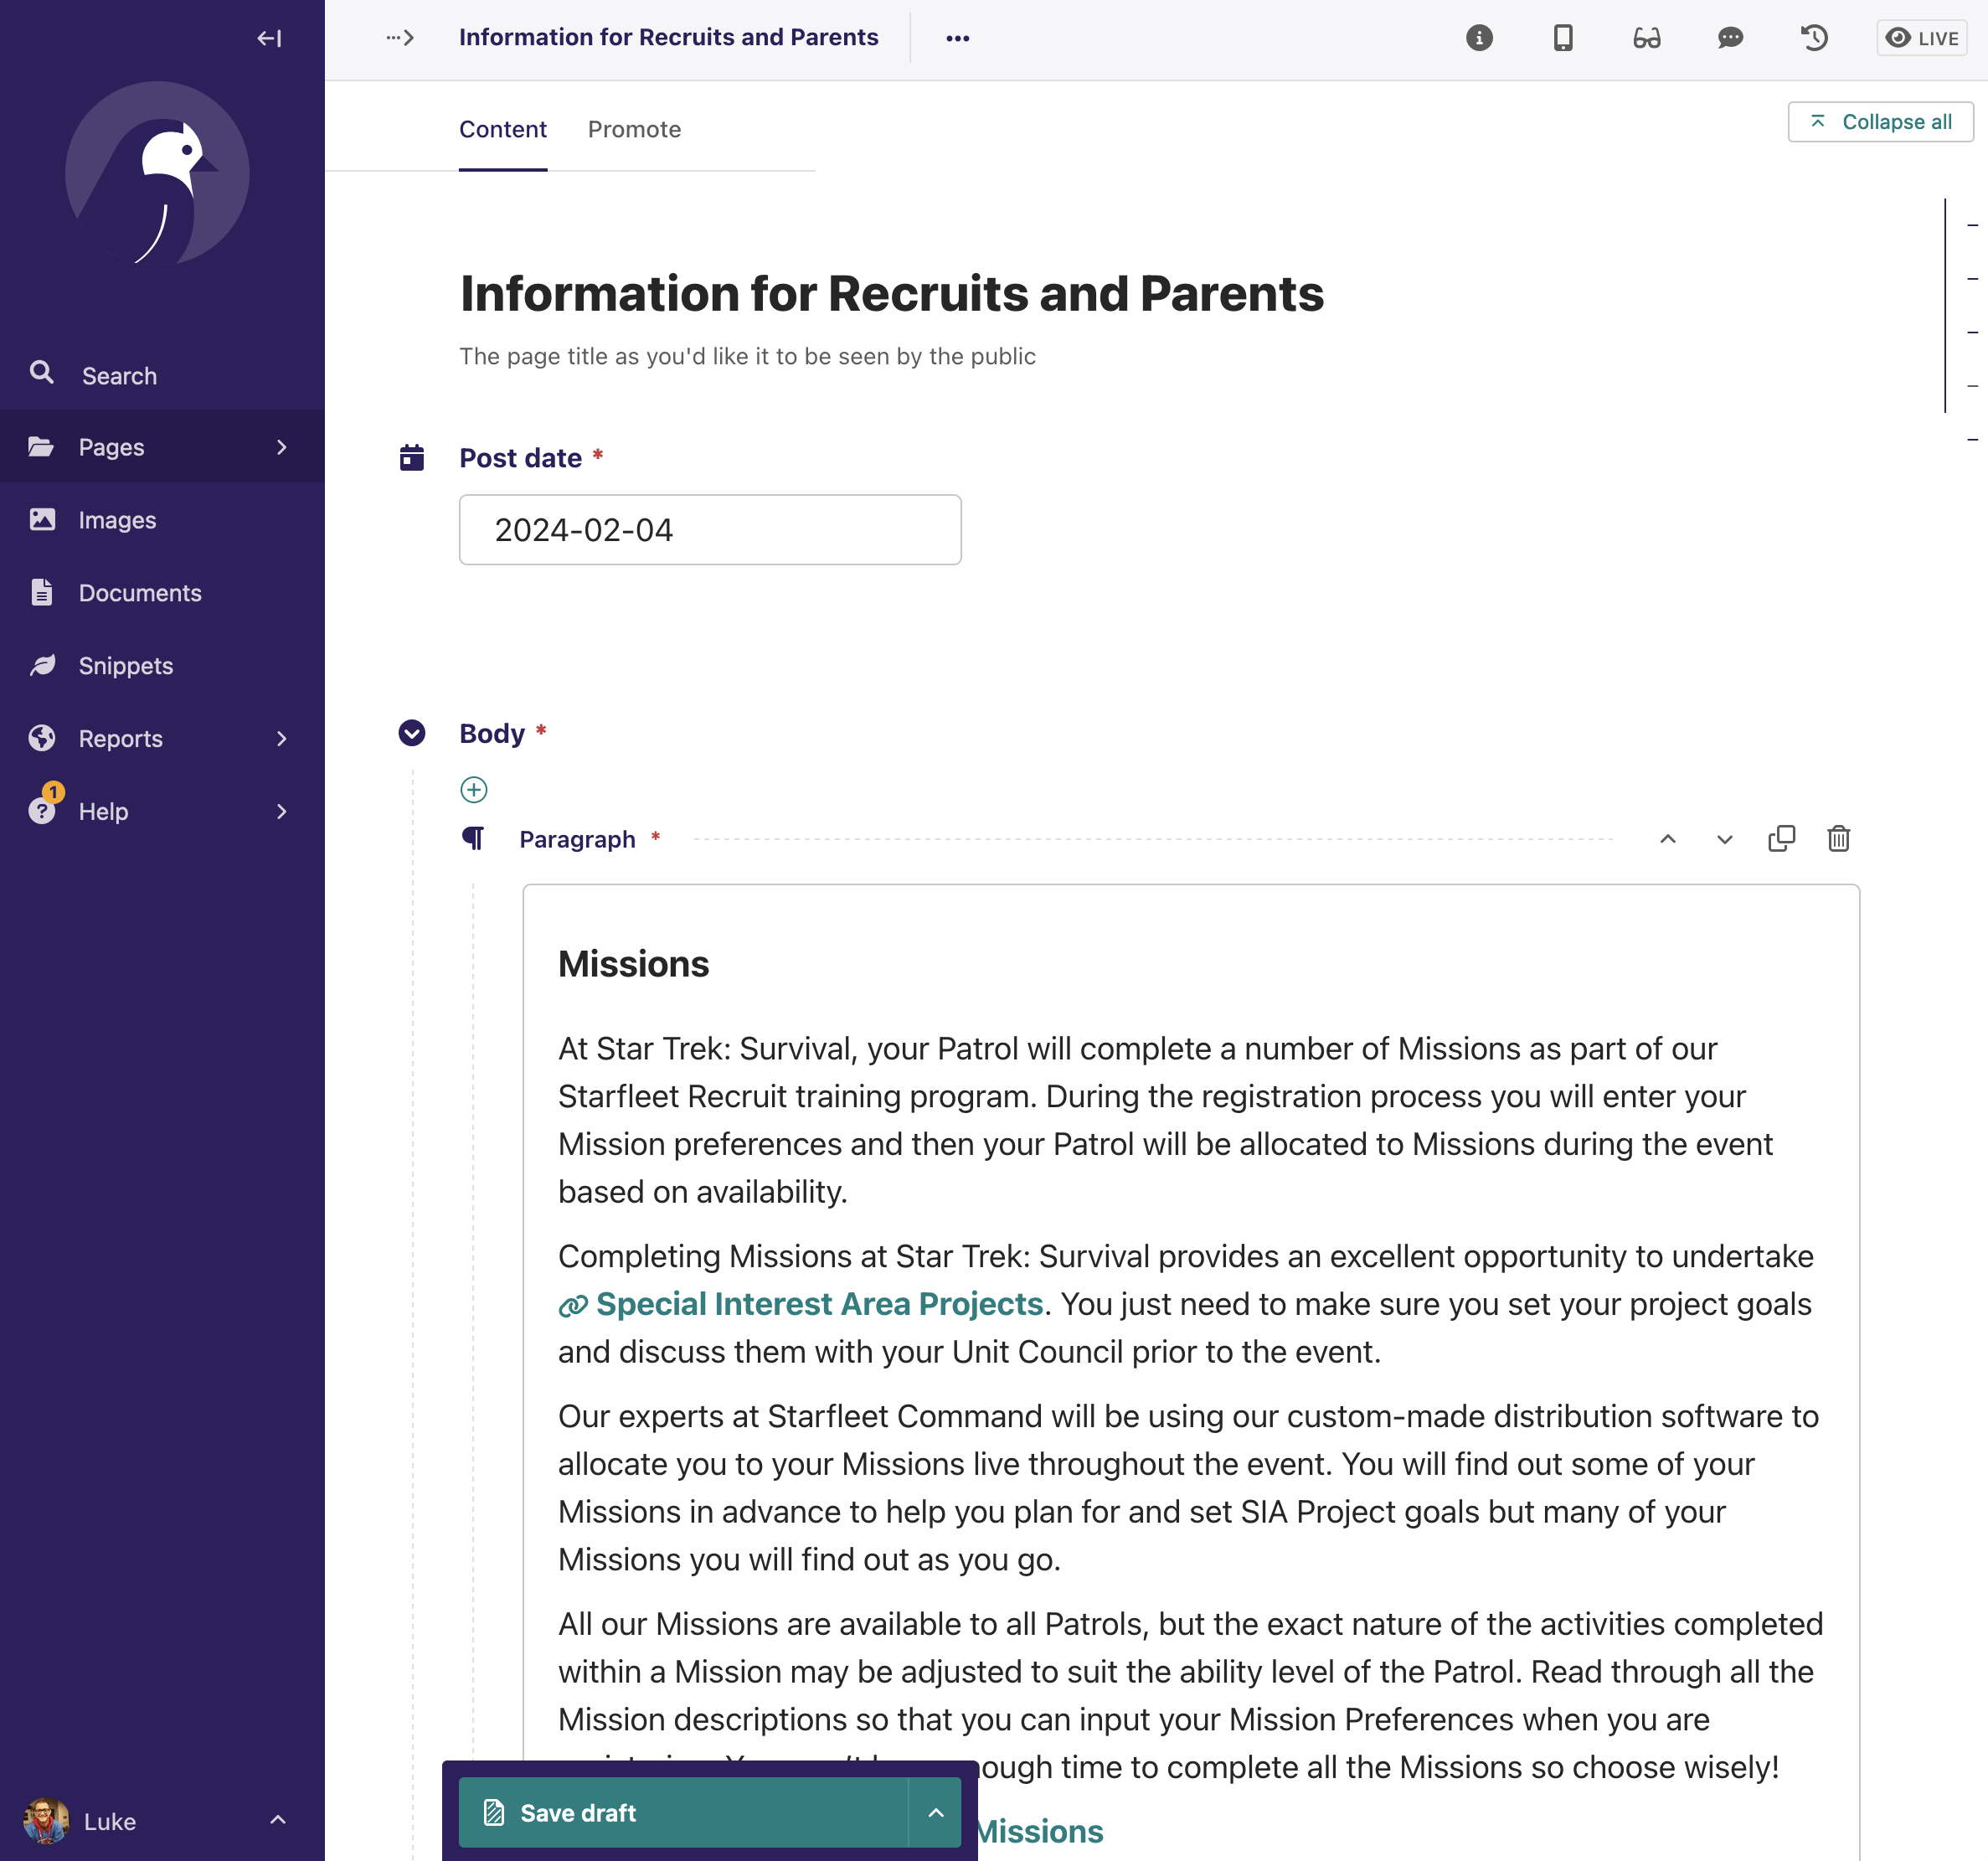 Information for Recruits and Parents
LIVE
Content
Promote
Collapse all
Information for Recruits and Parents
The page title as you'd like it to be seen by the public
Search
Pages
Images
Documents
Snippets
Reports
1
Help
Post date *
2024-02-04
Body *
Paragraph *
Missions
At Star Trek: Survival, your Patrol will complete a number of Missions as part of our
Starfleet Recruit training program. During the registration process you will enter your
Mission preferences and then your Patrol will be allocated to Missions during the event
based on availability.
Completing Missions at Star Trek: Survival provides an excellent opportunity to undertake
Special Interest Area Projects. You just need to make sure you set your project goals
and discuss them with your Unit Council prior to the event.
Our experts at Starfleet Command will be using our custom-made distribution software to
allocate you to your Missions live throughout the event. You will find out some of your
Missions in advance to help you plan for and set SIA Project goals but many of your
Missions you will find out as you go.
All our Missions are available to all Patrols, but the exact nature of the activities completed
within a Mission may be adjusted to suit the ability level of the Patrol. Read through all the
Mission descriptions so that you can input your Mission Preferences when you are
time to complete all the Missions so choose wisely!
Missions
Save draft
Luke